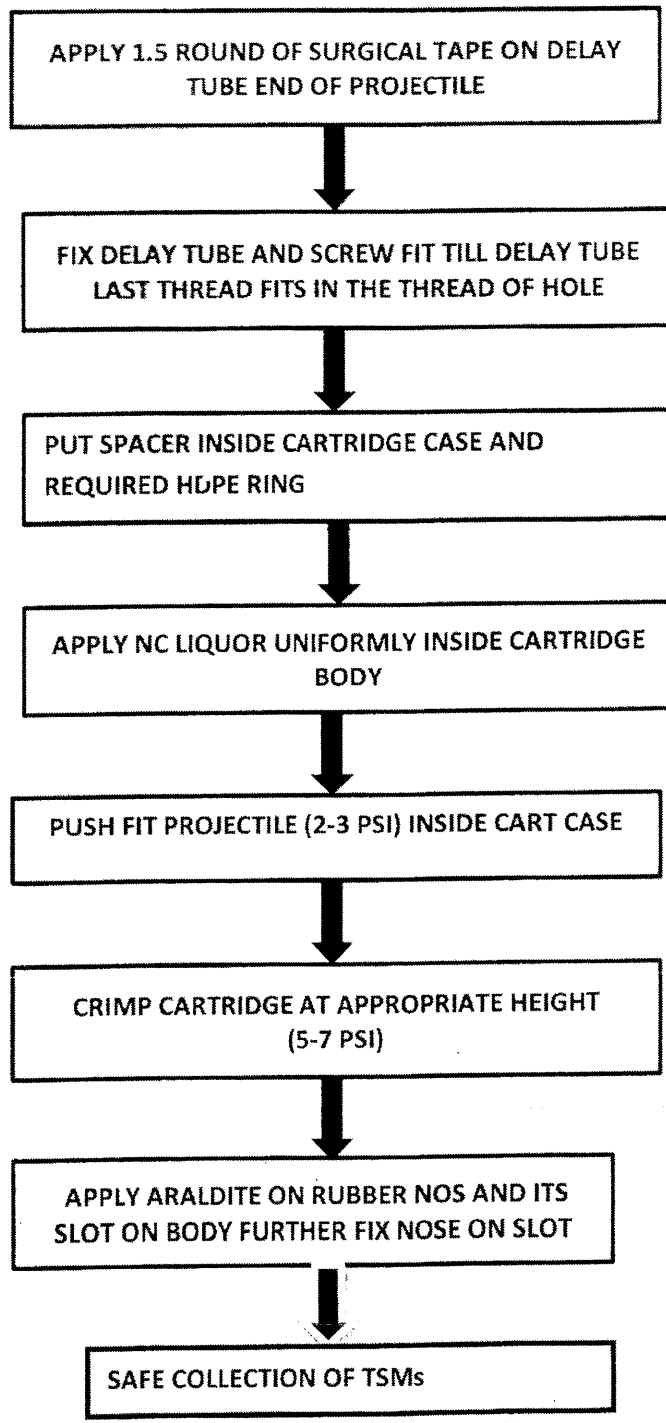 APPLY 1.5 ROUND OF SURGICAL TAPE ON DELAY
TUBE END OF PROJECTILE
FIX DELAY TUBE AND SCREW FIT TILL DELAY TUBE
LAST THREAD FITS IN THE THREAD OF HOLE
PUT SPACER INSIDE CARTRIDGE CASE AND
REQUIRED HDPE RING
APPLY NC LIQUOR UNIFORMLY INSIDE CARTRIDGE
BODY
PUSH FIT PROJECTILE (2-3 PSI) INSIDE CART CASE
CRIMP CARTRIDGE AT APPROPRIATE HEIGHT
(5-7 PSI)
APPLY ARALDITE ON RUBBER NOS AND ITS
SLOT ON BODY FURTHER FIX NOSE ON SLOT
SAFE COLLECTION OF TSMs